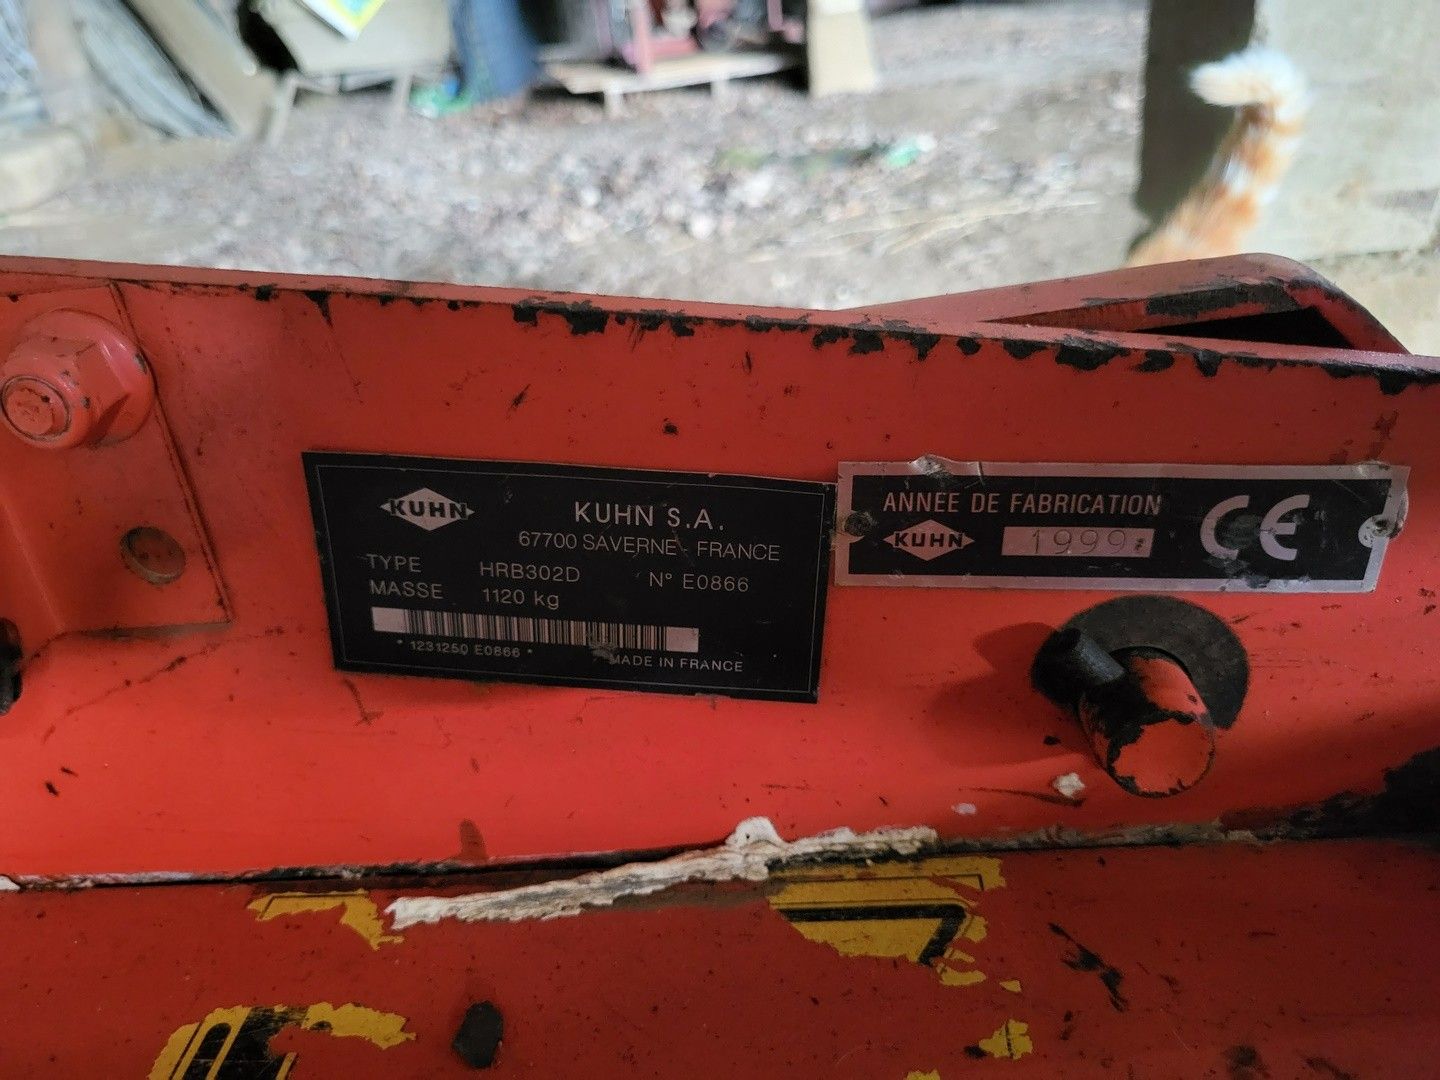 KUHN
KUHN S.A.
67700 SAVERNE - FRANCE
TYPE HRB302D N° E0866
MASSE 1120 kg
* 1231250 E0866 *
MADE IN FRANCE
ANNÉE DE FABRICATION
KUHN
1999
CE